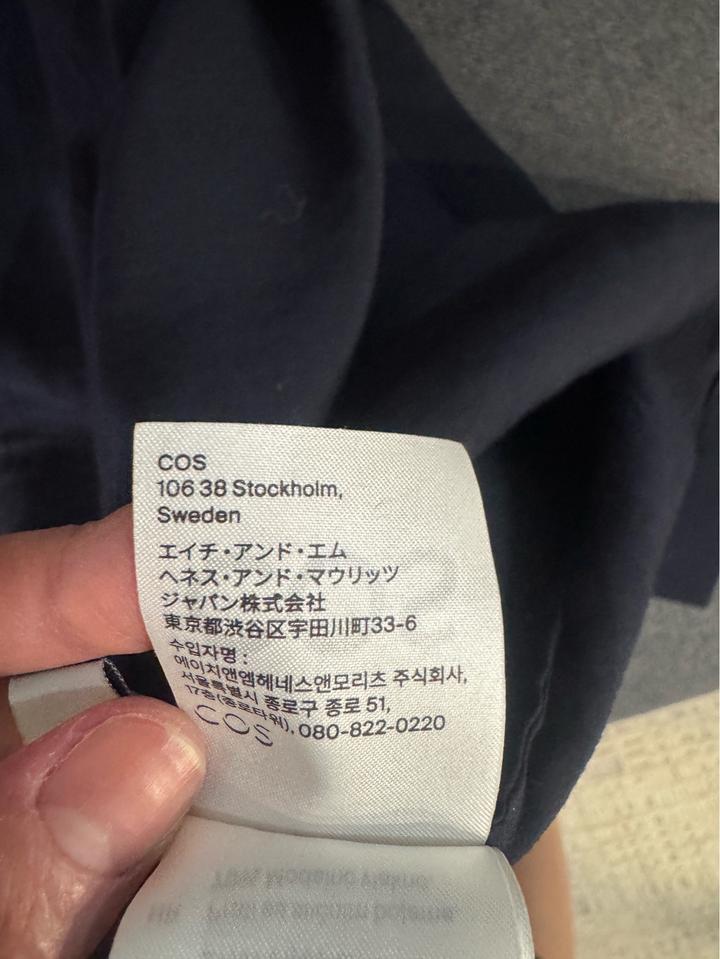 COS
106 38 Stockholm,
Sweden
エイチ・アンド・エム
ヘネス・アンド・マウリッツ
ジャパン株式会社
東京都渋谷区宇田川町33-6
수입자명 :
에이치앤엠헤네스앤모리츠 주식회사,
서울특별시 종로구 종로 51,
17층(종로타워), 080-822-0220
COS